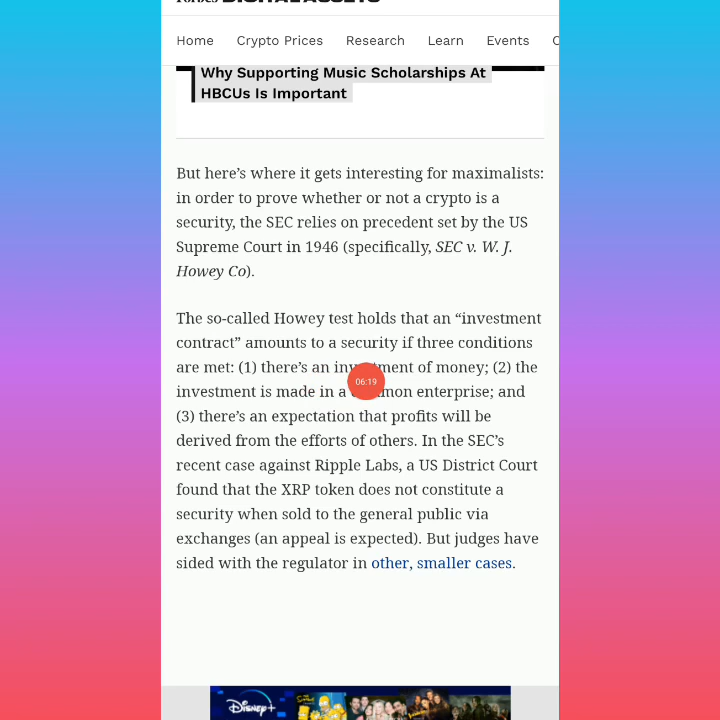 Forbes DIGITAL ASSETS
Home Crypto Prices Research Learn Events
Why Supporting Music Scholarships At
HBCUs Is Important
But here’s where it gets interesting for maximalists:
in order to prove whether or not a crypto is a
security, the SEC relies on precedent set by the US
Supreme Court in 1946 (specifically, SEC v. W. J.
Howey Co).
The so-called Howey test holds that an “investment
contract” amounts to a security if three conditions
are met: (1) there’s an investment of money; (2) the
investment is made in a common enterprise; and
(3) there’s an expectation that profits will be
derived from the efforts of others. In the SEC’s
recent case against Ripple Labs, a US District Court
found that the XRP token does not constitute a
security when sold to the general public via
exchanges (an appeal is expected). But judges have
sided with the regulator in other, smaller cases.
06:19
Disney+